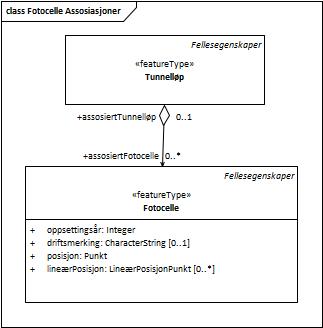 class Fotocelle Assosiasjoner
Fellesegenskaper
«featureType»
Tunnelløp
+assosiertTunnelløp 0..1
+assosiertFotocelle 0..*
Fellesegenskaper
«featureType»
Fotocelle
+ oppsettingsår: Integer
+ driftsmerking: CharacterString [0..1]
+ posisjon: Punkt
+ lineærPosisjon: LineærPosisjonPunkt [0..*]